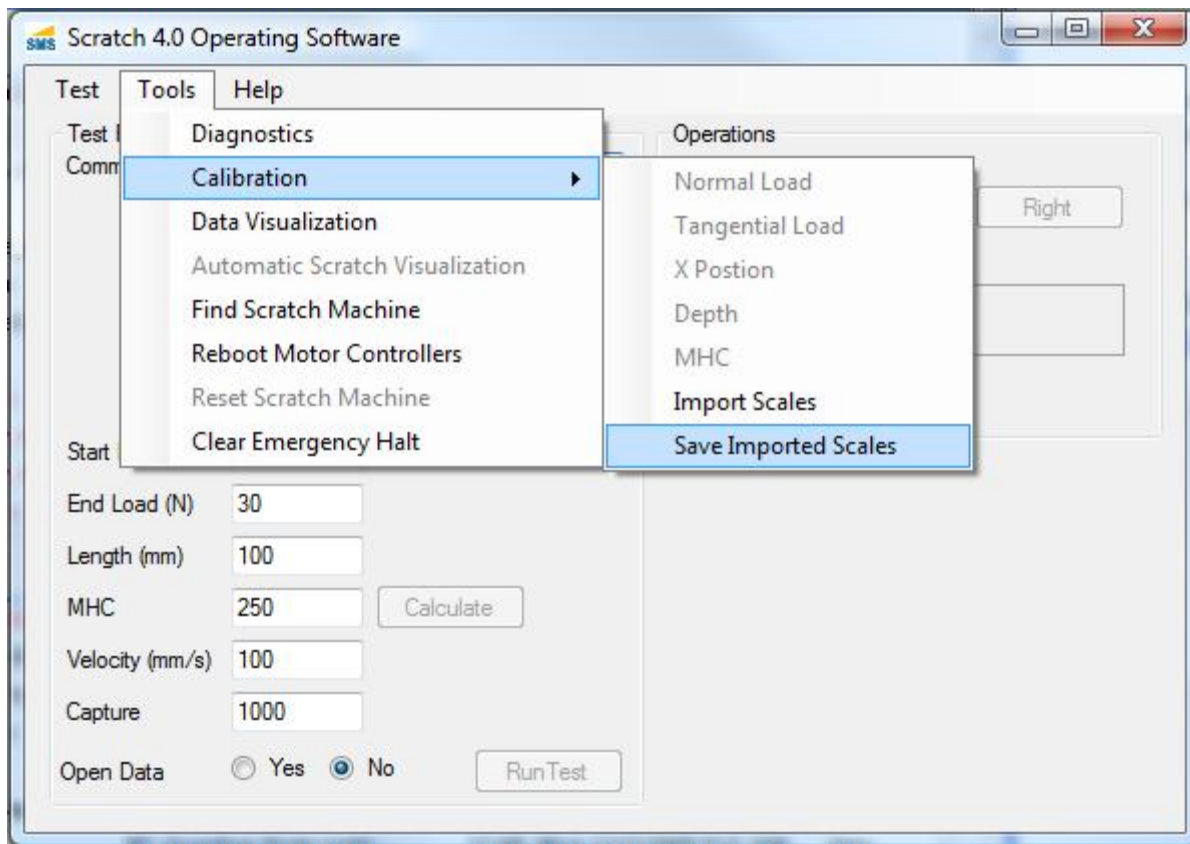 SMS Scratch 4.0 Operating Software
Test Tools Help
Test
Comm
Diagnostics
Calibration
Data Visualization
Automatic Scratch Visualization
Find Scratch Machine
Reboot Motor Controllers
Reset Scratch Machine
Clear Emergency Halt
Operations
Normal Load
Tangential Load
X Postion
Depth
MHC
Import Scales
Save Imported Scales
Right
Start
End Load (N) 30
Length (mm) 100
MHC 250 Calculate
Velocity (mm/s) 100
Capture 1000
Open Data Yes No RunTest